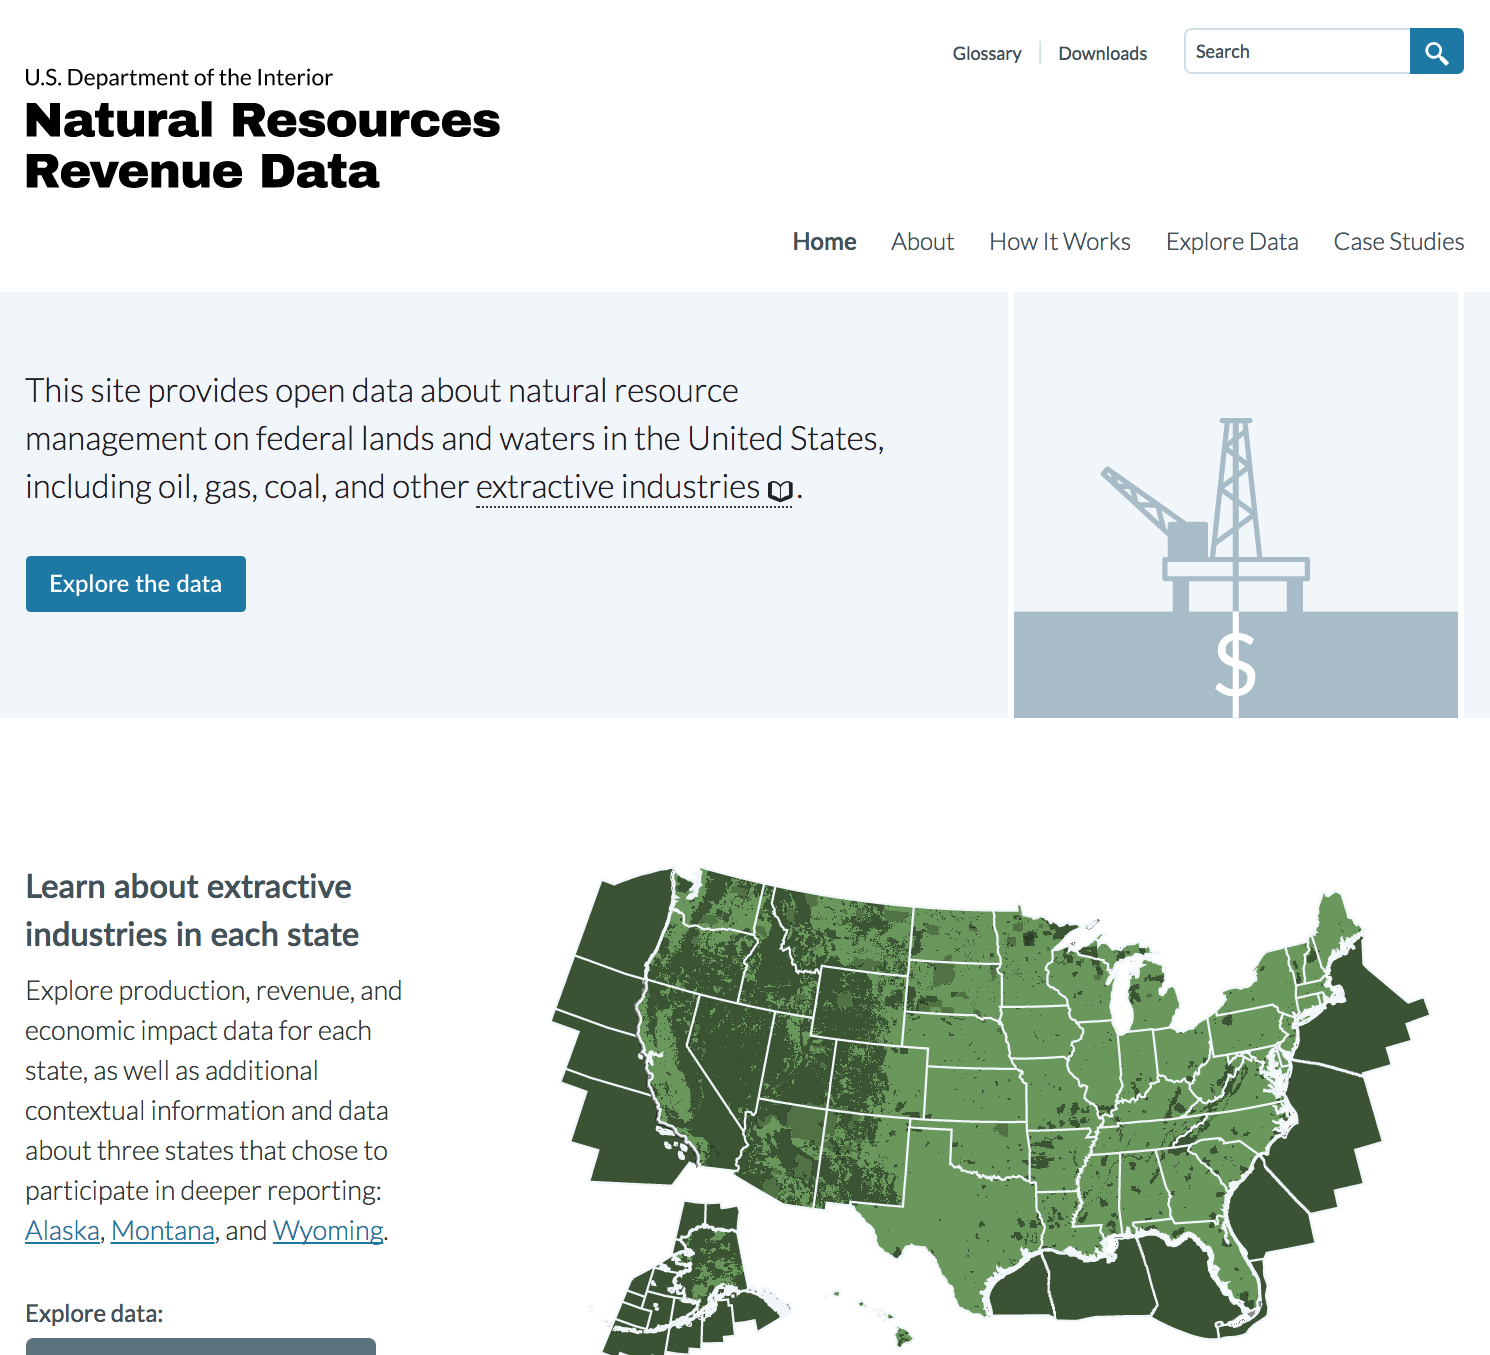 Glossary
Downloads
Search
U.S. Department of the Interior
Natural Resources
Revenue Data
Home
About
How It Works
Explore Data
Case Studies
This site provides open data about natural resource
management on federal lands and waters in the United States,
including oil, gas, coal, and other extractive industries.
Explore the data
$
Learn about extractive
industries in each state
Explore production, revenue, and
economic impact data for each
state, as well as additional
contextual information and data
about three states that chose to
participate in deeper reporting:
Alaska, Montana, and Wyoming.
Explore data: